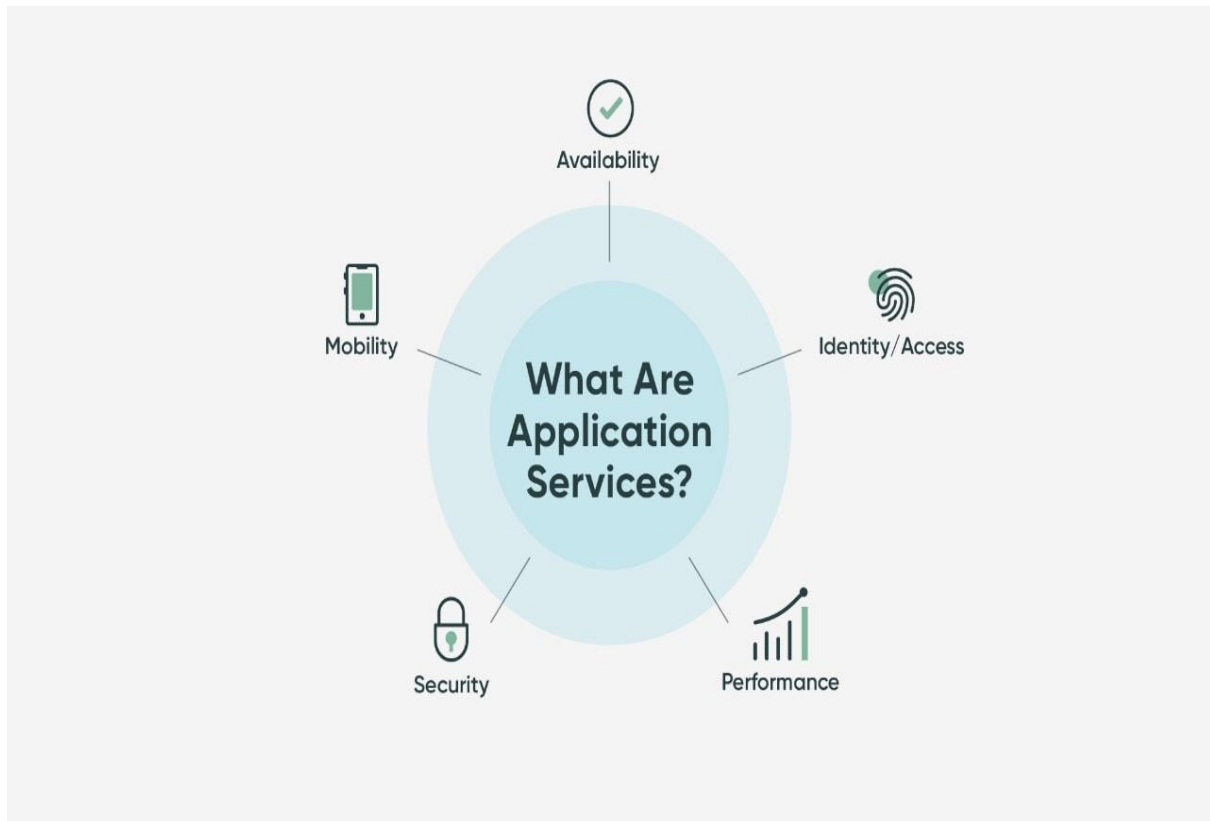 Availability
Mobility
Identity/Access
What Are
Application
Services?
Security
Performance